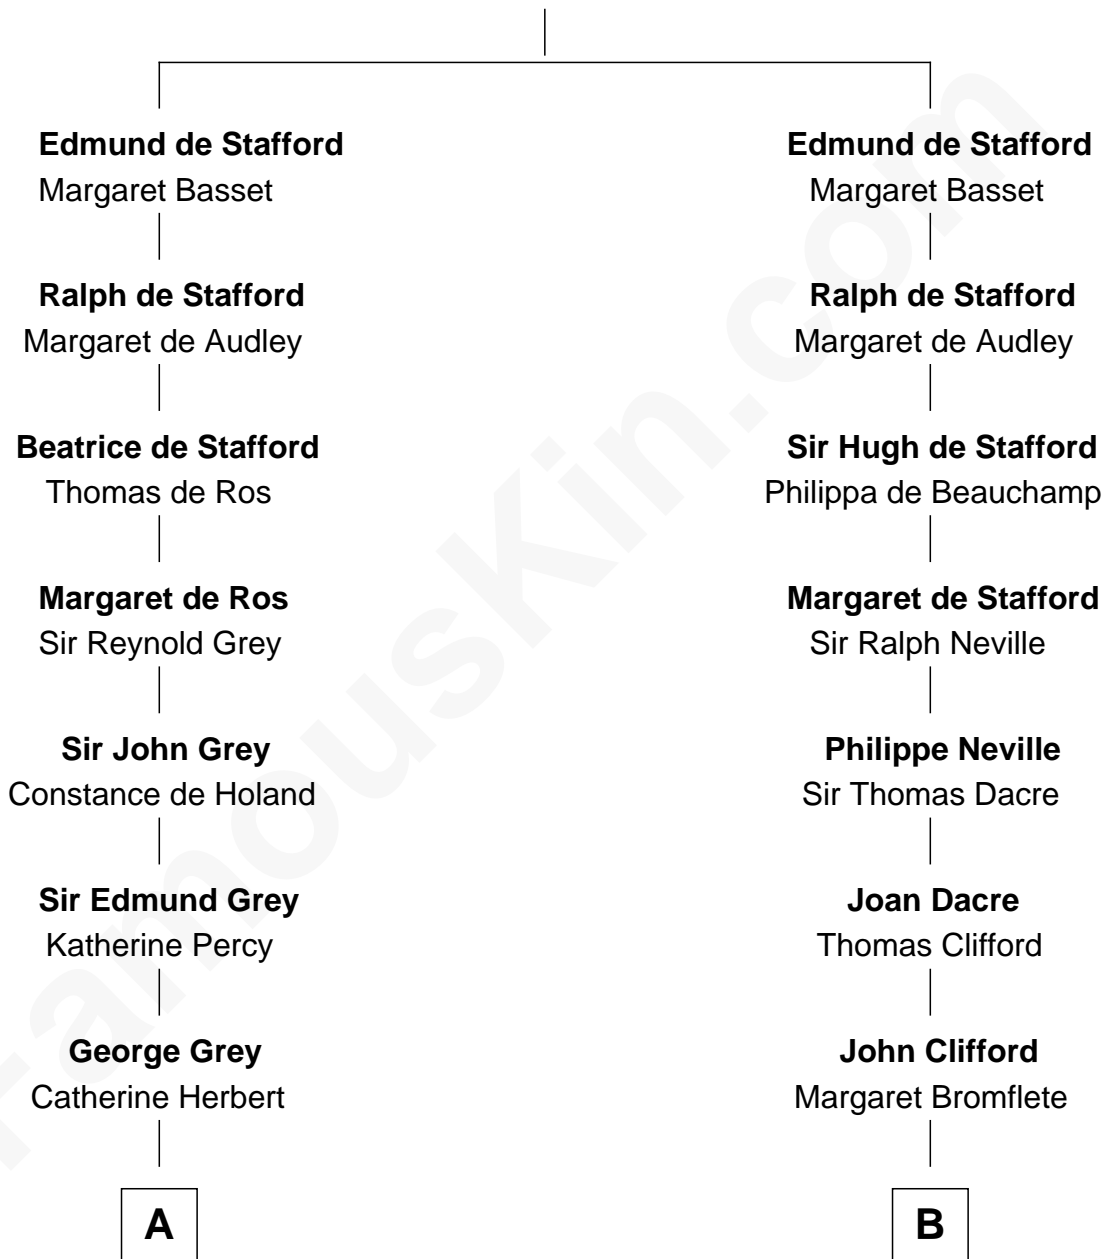 Edmund de Stafford
Margaret Basset
Ralph de Stafford
Margaret de Audley
Beatrice de Stafford
Thomas de Ros
Margaret de Ros
Sir Reynold Grey
Sir John Grey
Constance de Holand
Sir Edmund Grey
Katherine Percy
George Grey
Catherine Herbert
A
Edmund de Stafford
Margaret Basset
Ralph de Stafford
Margaret de Audley
Sir Hugh de Stafford
Philippa de Beauchamp
Margaret de Stafford
Sir Ralph Neville
Philippe Neville
Sir Thomas Dacre
Joan Dacre
Thomas Clifford
John Clifford
Margaret Bromflete
B
FamousKin.com